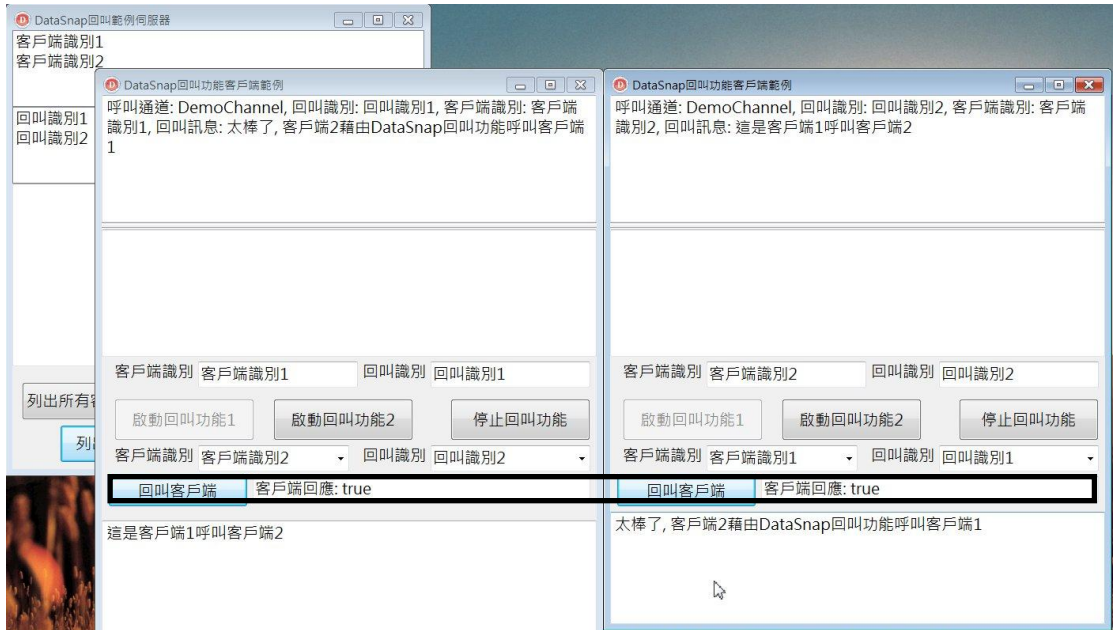 DataSnap回叫範例伺服器
客戶端識別1
客戶端識別2
回叫識別1
回叫識別2
列出所有
列
DataSnap回叫功能客戶端範例
呼叫通道: DemoChannel, 回叫識別: 回叫識別1, 客戶端識別: 客戶端
識別1, 回叫訊息: 太棒了, 客戶端2藉由DataSnap回叫功能呼叫客戶端
1
客戶端識別 客戶端識別1 回叫識別 回叫識別1
啟動回叫功能1 啟動回叫功能2 停止回叫功能
客戶端識別 客戶端識別2 回叫識別 回叫識別2
回叫客戶端 客戶端回應: true
這是客戶端1呼叫客戶端2
DataSnap回叫功能客戶端範例
呼叫通道: DemoChannel, 回叫識別: 回叫識別2, 客戶端識別: 客戶端
識別2, 回叫訊息: 這是客戶端1呼叫客戶端2
客戶端識別 客戶端識別2 回叫識別 回叫識別2
啟動回叫功能1 啟動回叫功能2 停止回叫功能
客戶端識別 客戶端識別1 回叫識別 回叫識別1
回叫客戶端 客戶端回應: true
太棒了, 客戶端2藉由DataSnap回叫功能呼叫客戶端1